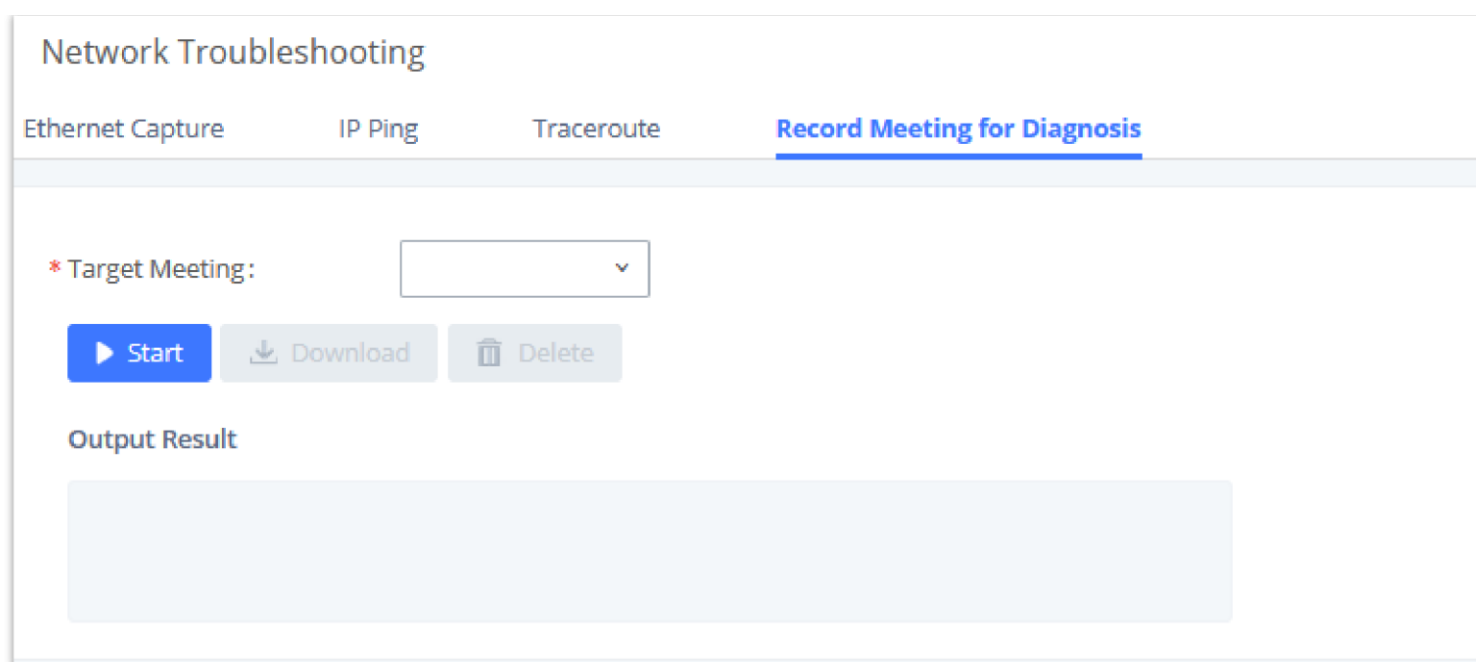 Network Troubleshooting
Ethernet Capture IP Ping Traceroute Record Meeting for Diagnosis
* Target Meeting:
Start Download Delete
Output Result